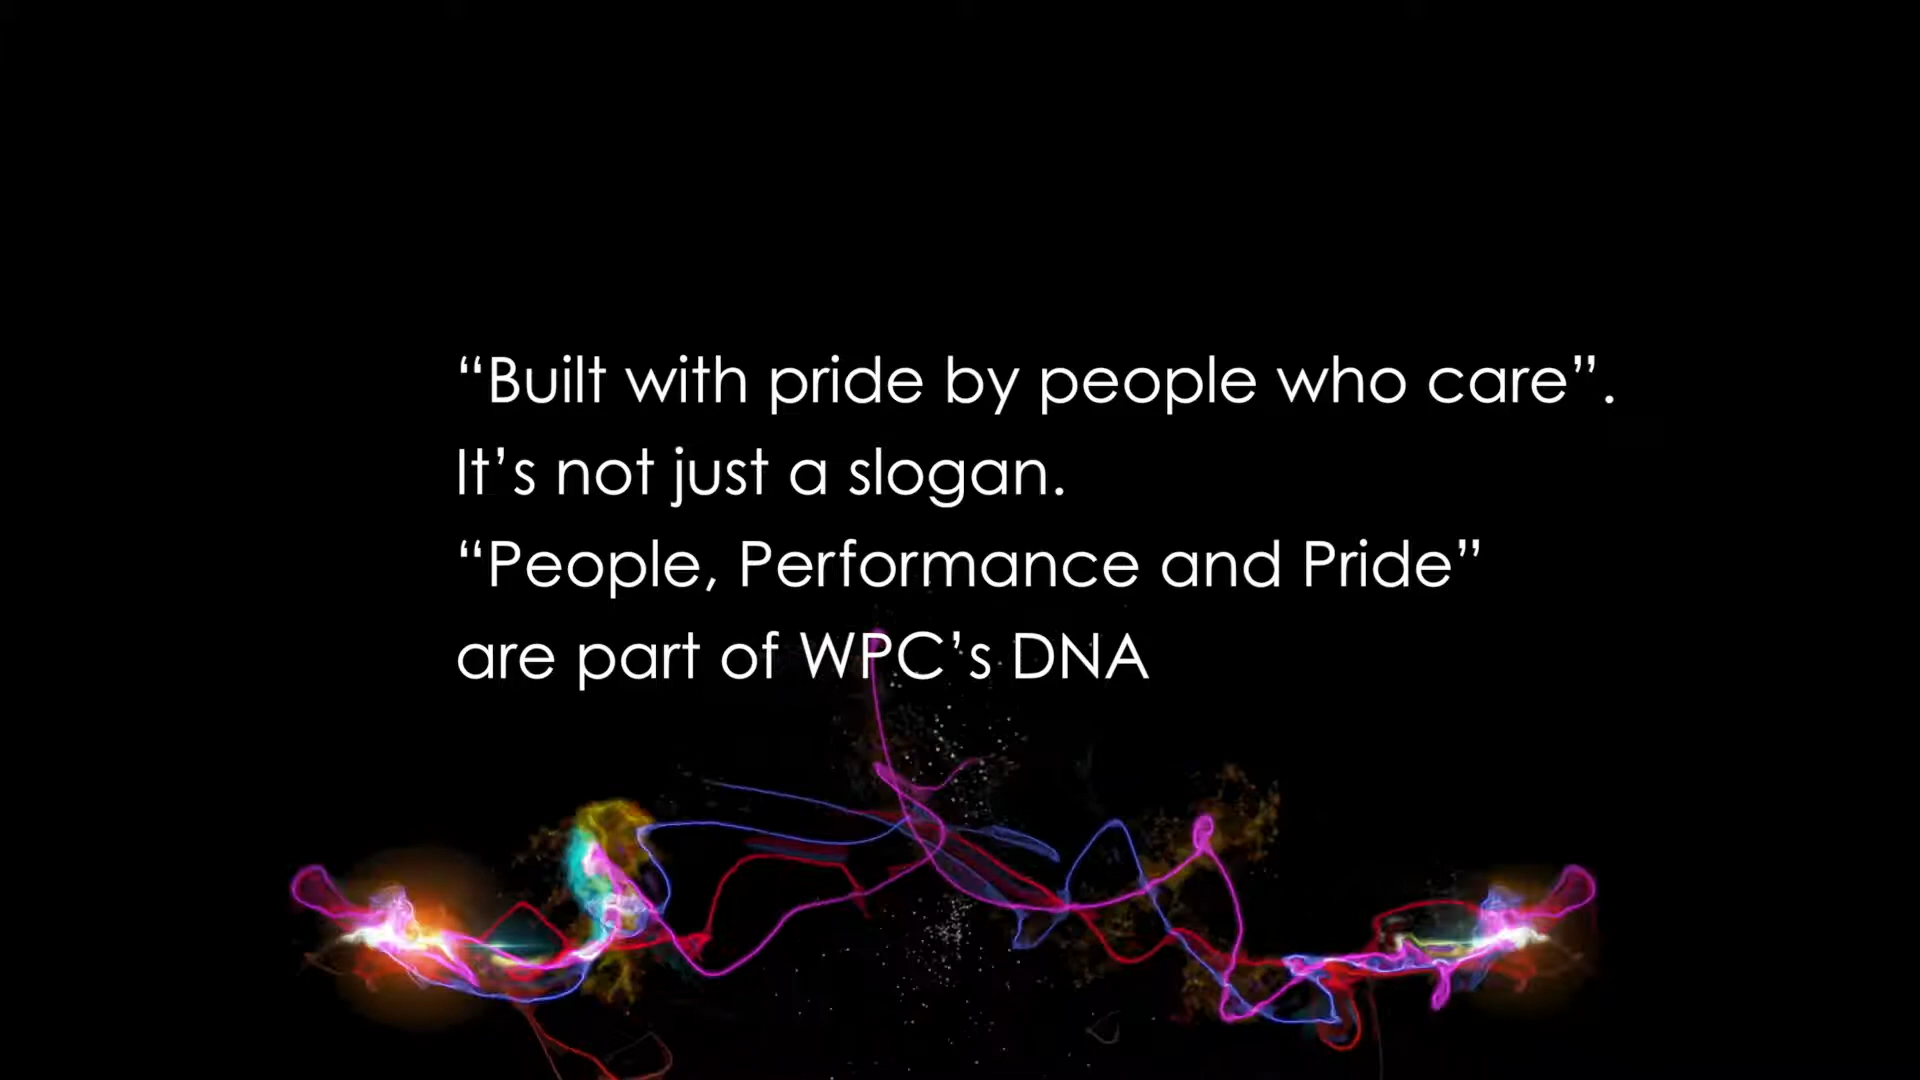 “Built with pride by people who care”.
It’s not just a slogan.
“People, Performance and Pride”
are part of WPC’s DNA